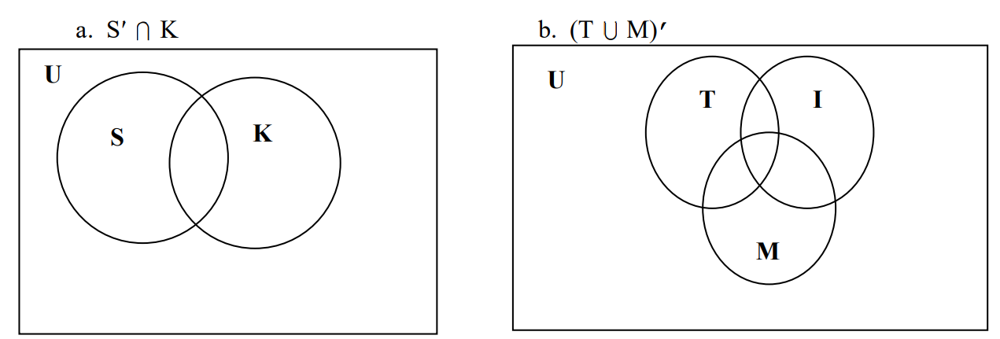 a. S′ ∩ K
b. (T ∪ M)′
U
S
K
U
T
I
M